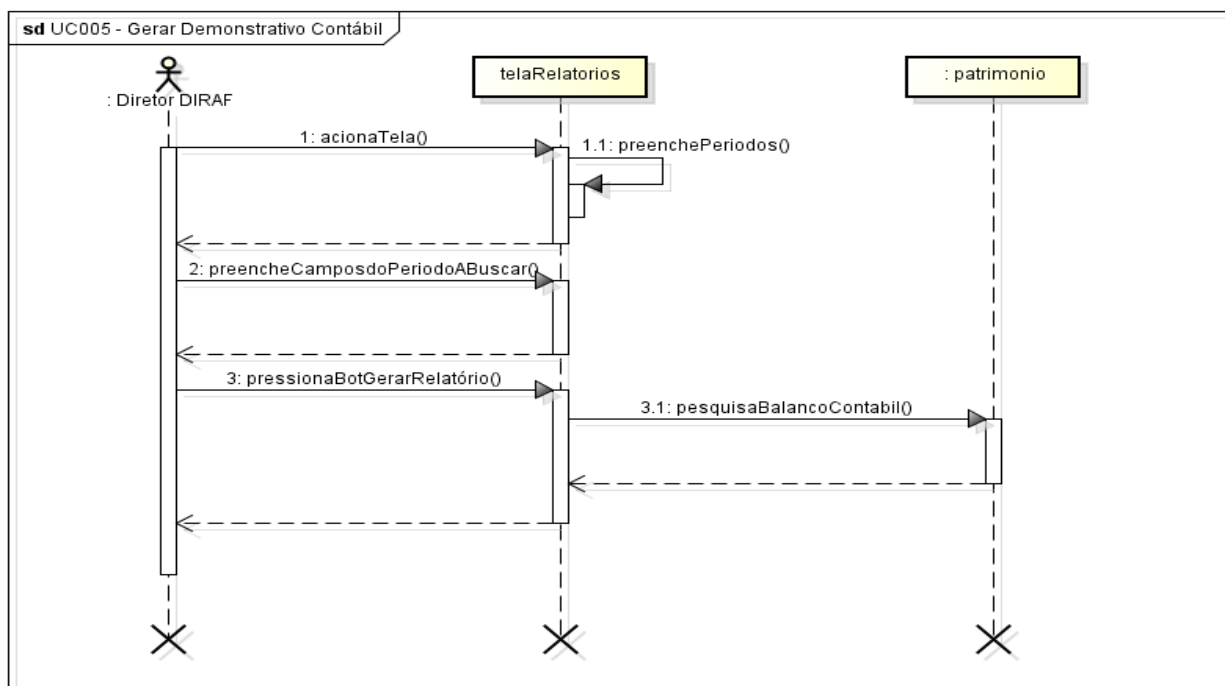 sd UC005 - Gerar Demonstrativo Contábil
: Diretor DIRAF
telaRelatorios
: patrimonio
1: acionaTela()
1.1: preenchePeriodos()
2: preencheCamposdoPeriodoABuscar()
3: pressionaBotGerarRelatório()
3.1: pesquisaBalancoContabil()